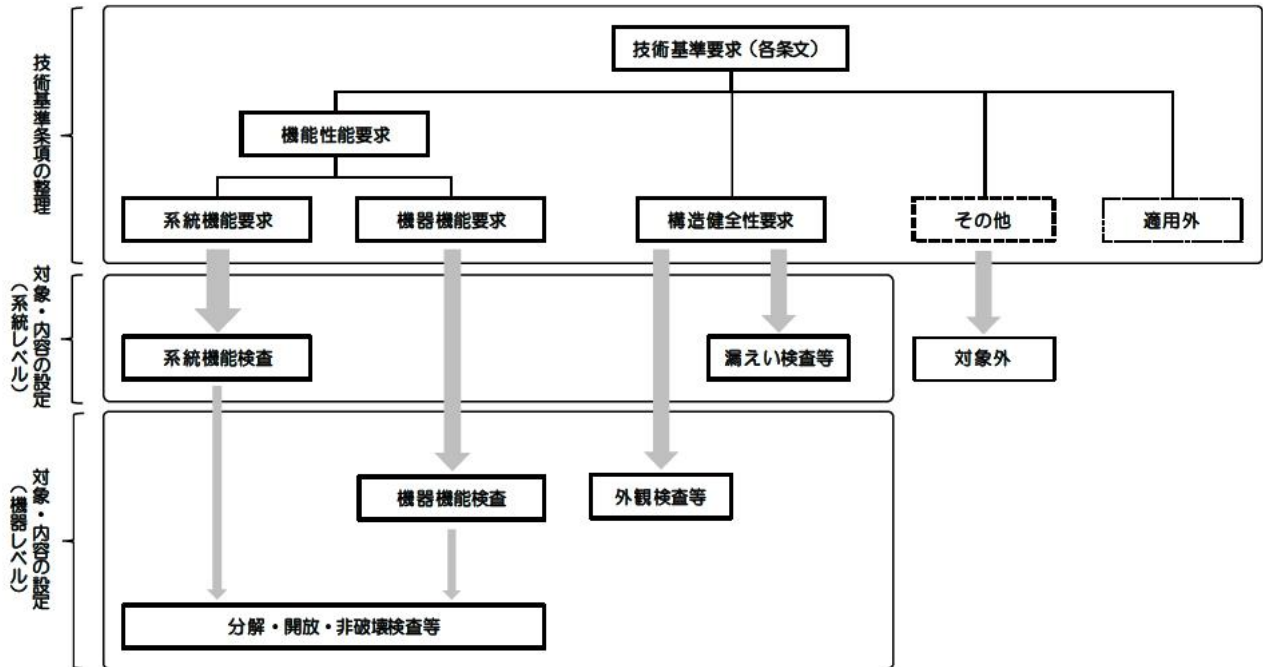 技術基準条項の整理
技術基準要求（各条文）
機能性能要求
系統機能要求
機器機能要求
構造健全性要求
その他
適用外
対象・内容の設定
（系統レベル）
系統機能検査
漏えい検査等
対象外
対象・内容の設定
（機器レベル）
機器機能検査
外観検査等
分解・開放・非破壊検査等